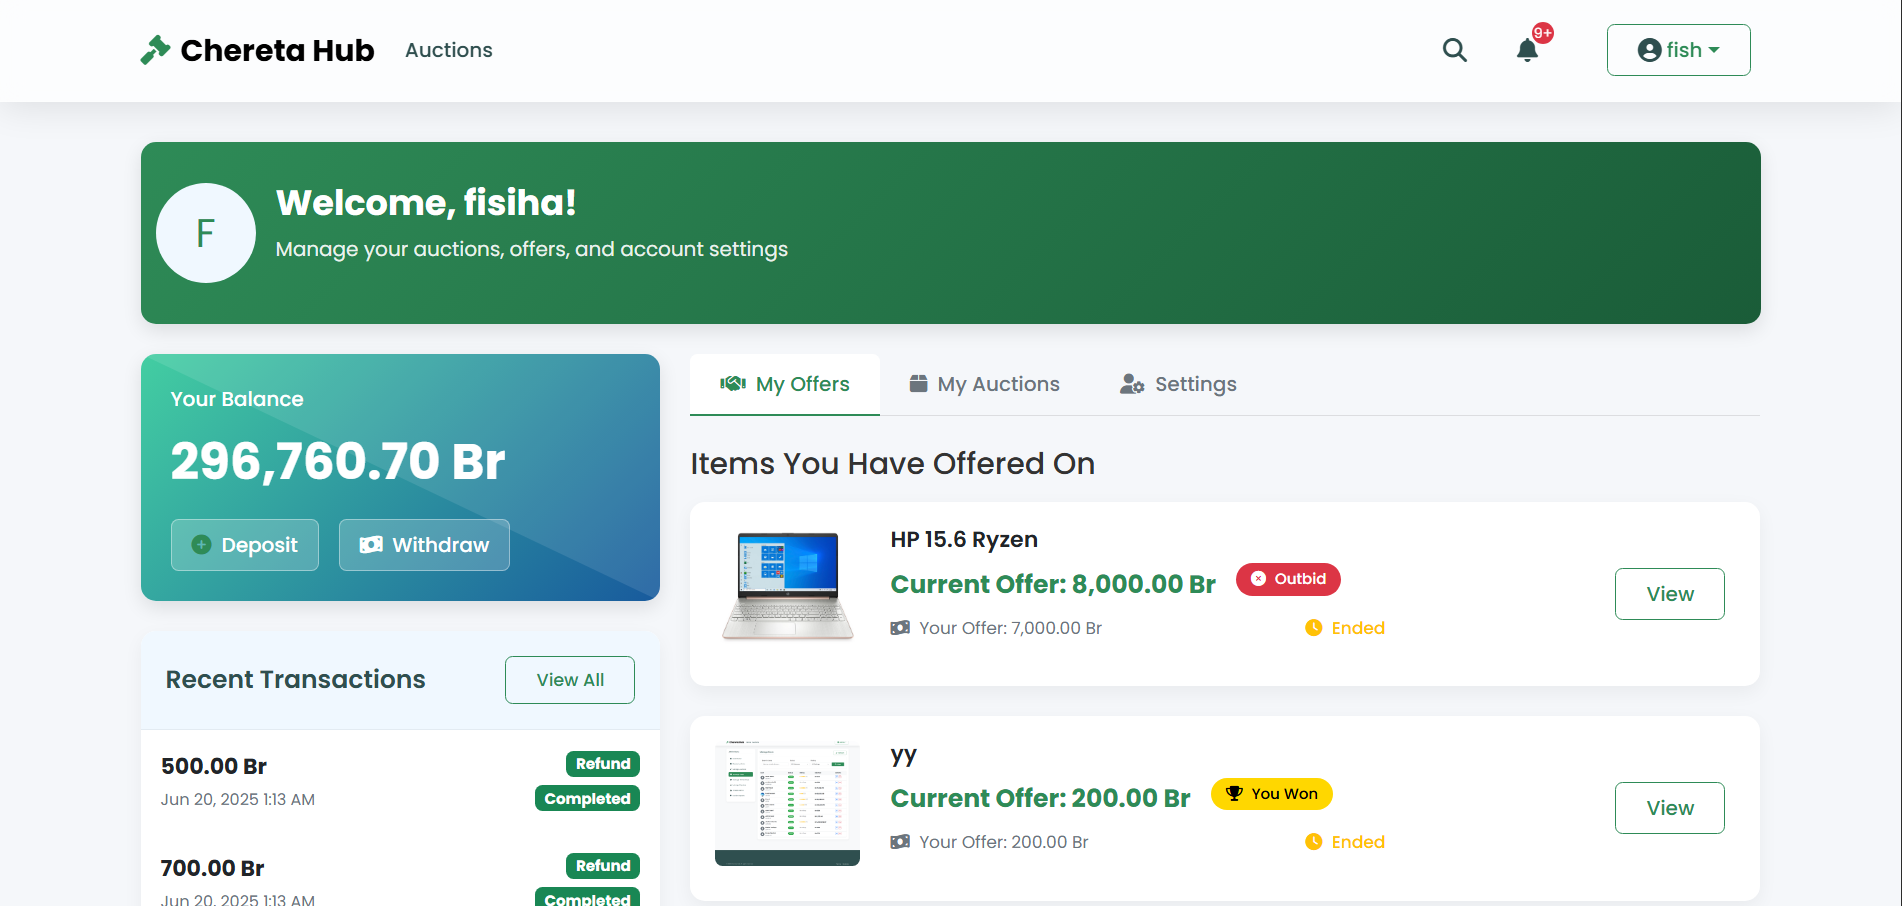 Chereta Hub
Auctions
9+
fish
F
Welcome, fisiha!
Manage your auctions, offers, and account settings
Your Balance
296,760.70 Br
Deposit
Withdraw
Recent Transactions
View All
500.00 Br
Refund
Jun 20, 2025 1:13 AM
Completed
700.00 Br
Refund
Jun 20, 2025 1:13 AM
Completed
My Offers
My Auctions
Settings
Items You Have Offered On
HP 15.6 Ryzen
Current Offer: 8,000.00 Br
Outbid
Your Offer: 7,000.00 Br
Ended
View
yy
Current Offer: 200.00 Br
You Won
Your Offer: 200.00 Br
Ended
View